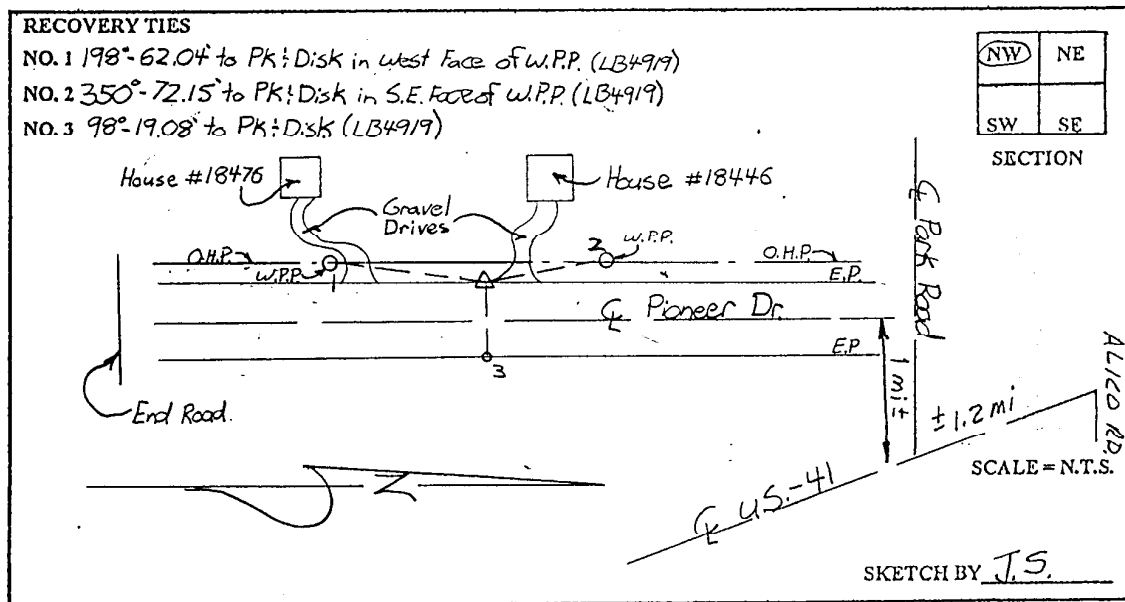 RECOVERY TIES
NO. 1 198°-62.04' to PK & Disk in west Face of W.P.P. (LB4919)
NO. 2 350°-72.15' to PK & Disk in S.E. Face of W.P.P. (LB4919)
NO. 3 98°-19.08' to PK & Disk (LB4919)
NW NE
SW SE
SECTION
House #18476
House #18446
Gravel
Drives
2 W.P.P.
O.H.P.
O.H.P.
W.P.P.
1
E.P.
℄ Pioneer Dr.
℄ Park Road
E.P.
3
1 mi ±
End Road.
± 1.2 mi
ALICO RD.
SCALE = N.T.S.
N
℄ U.S.-41
SKETCH BY J.S.